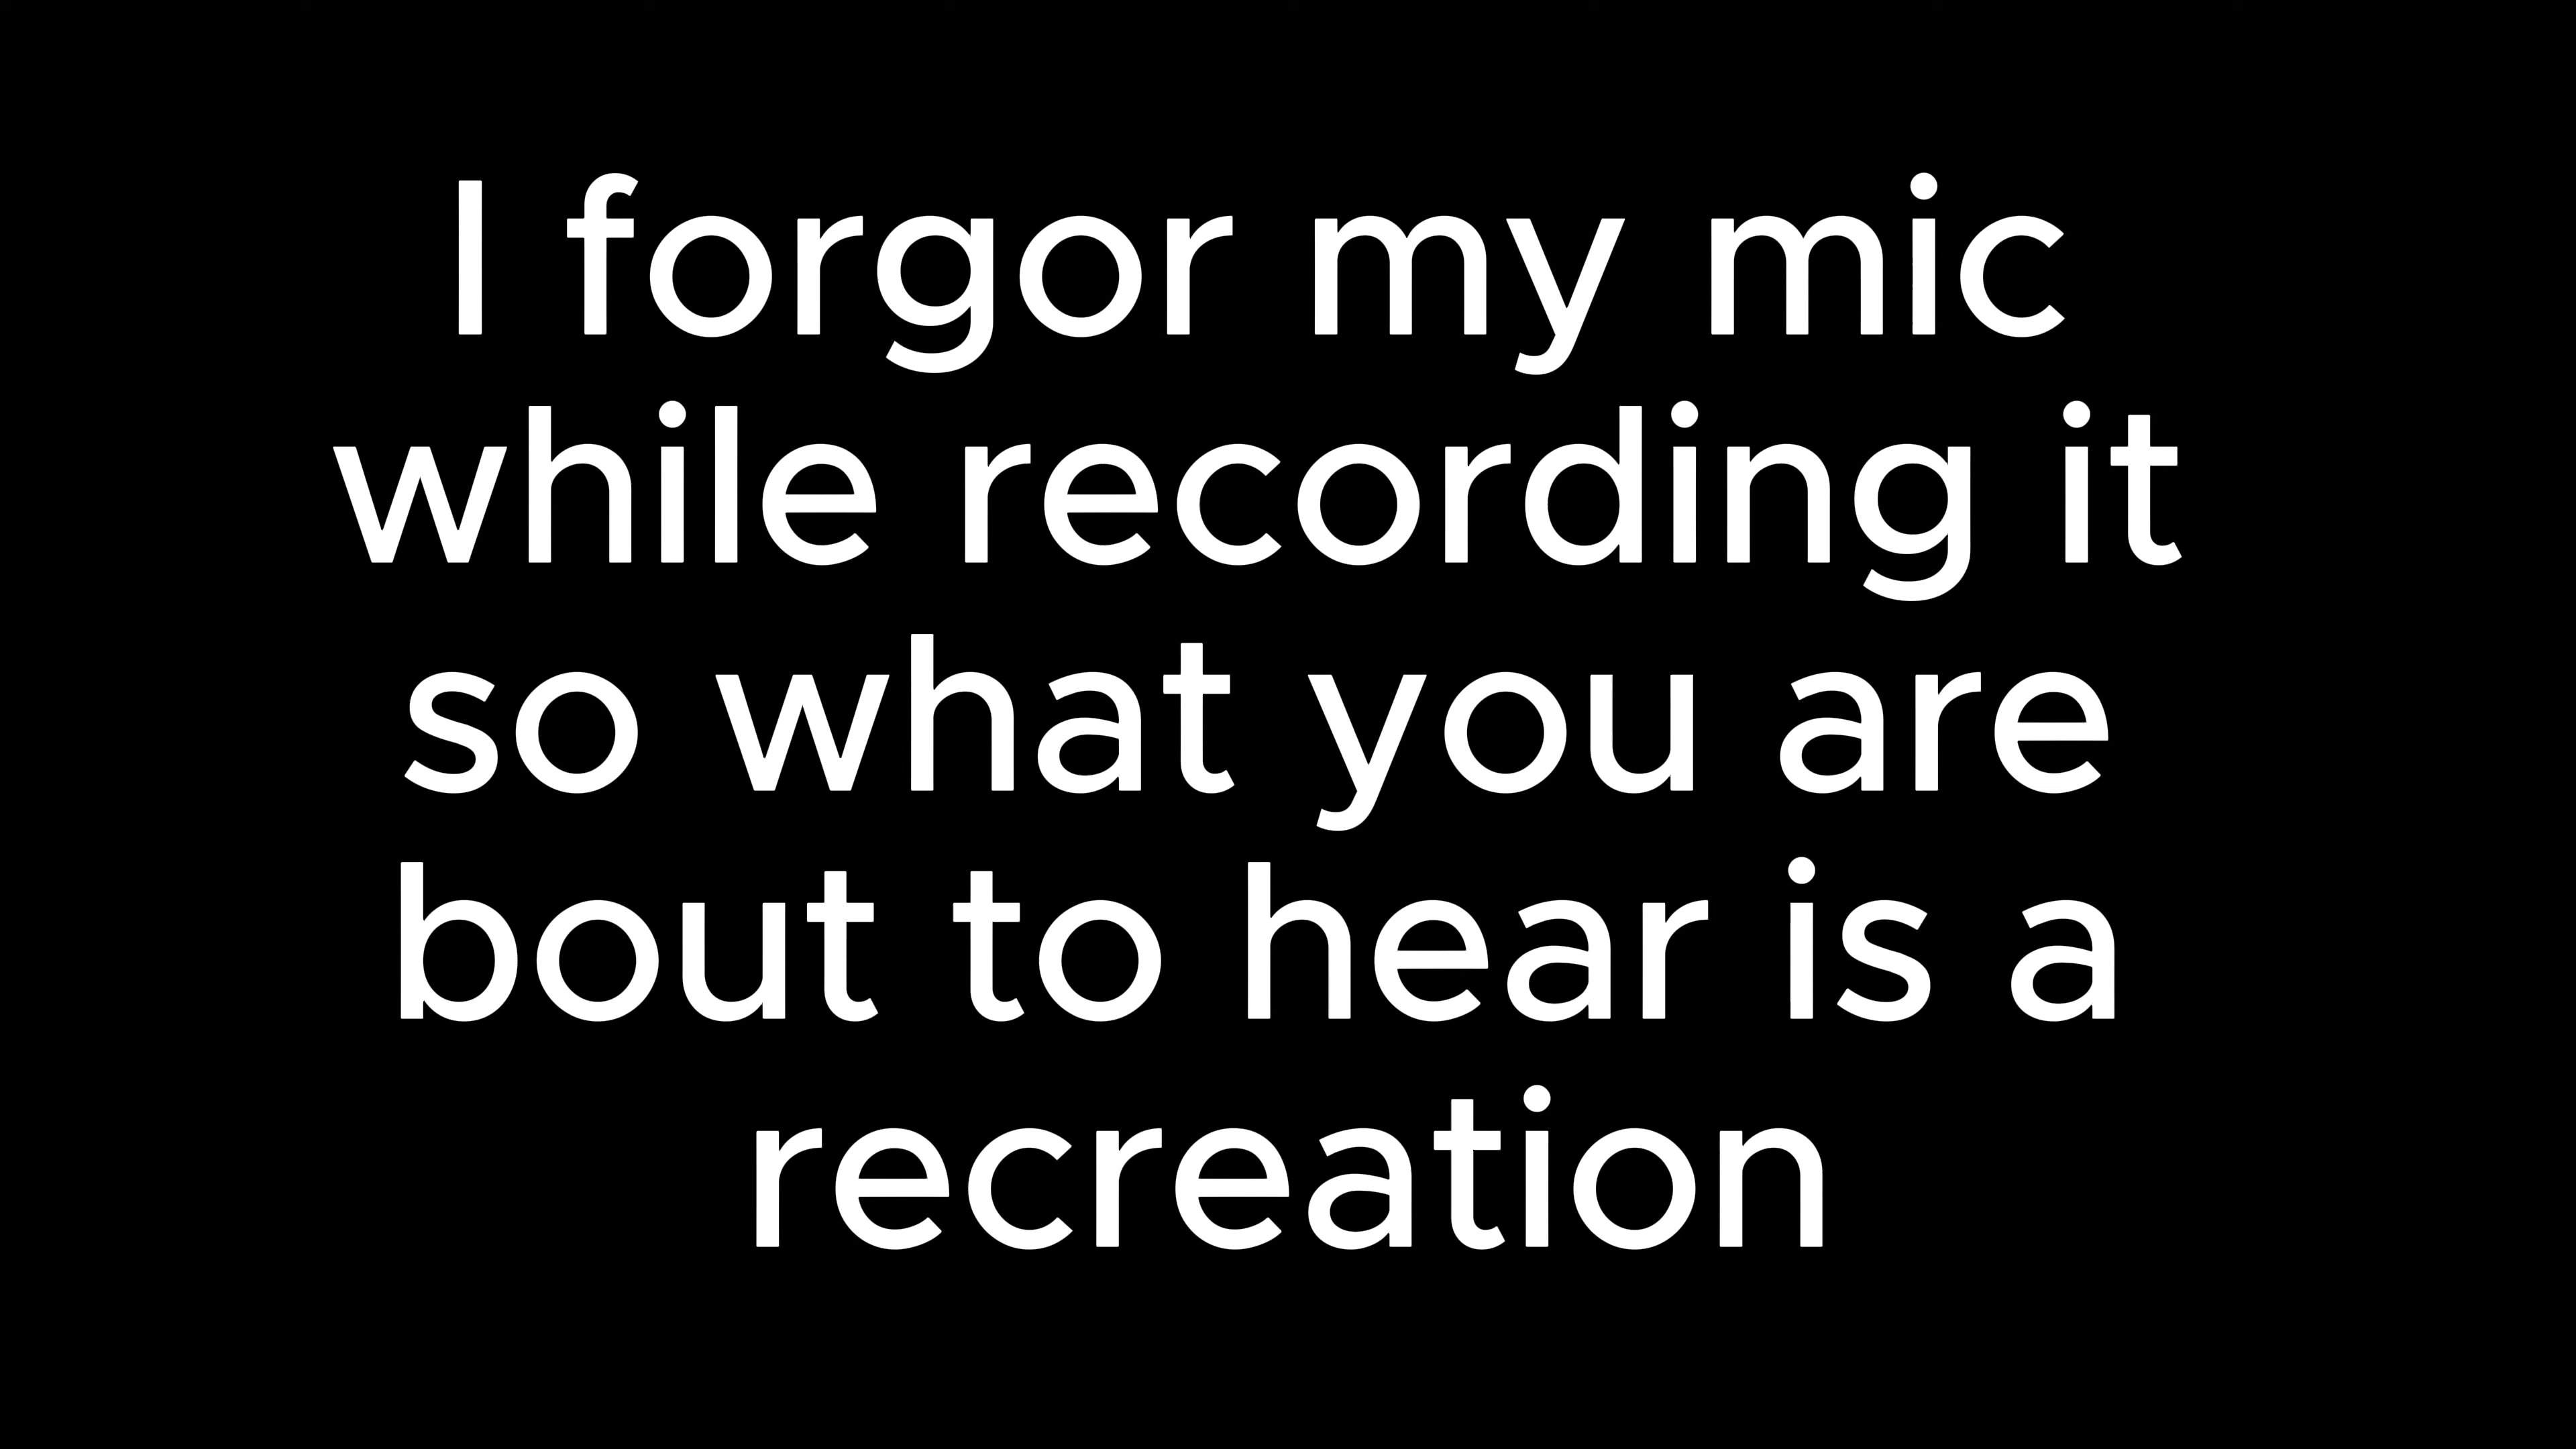 I forgor my mic
while recording it
so what you are
bout to hear is a
recreation